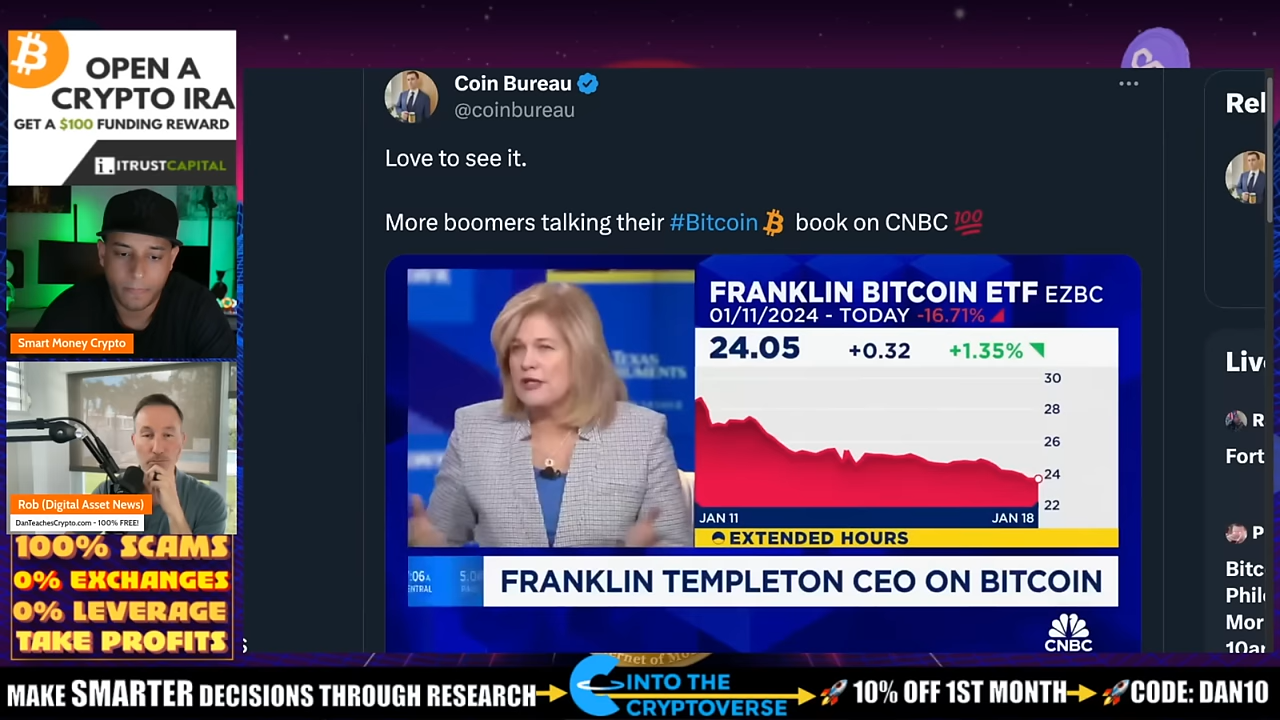 OPEN A
CRYPTO IRA
GET A $100 FUNDING REWARD
i. ITRUSTCAPITAL
Smart Money Crypto
Rob (Digital Asset News)
DanTeachesCrypto.com - 100% FREE!
100% SCAMS
0% EXCHANGES
0% LEVERAGE
TAKE PROFITS
Coin Bureau
@coinbureau
Love to see it.
More boomers talking their #Bitcoin book on CNBC 💯
FRANKLIN BITCOIN ETF EZBC
01/11/2024 - TODAY -16.71%
24.05 +0.32 +1.35%
30
28
26
24
22
JAN 11 JAN 18
EXTENDED HOURS
FRANKLIN TEMPLETON CEO ON BITCOIN
CNBC
Rel
Liv
R
Fort
P
Bitc
Phil
Mor
10a
MAKE SMARTER DECISIONS THROUGH RESEARCH
INTO THE
CRYPTOVERSE
10% OFF 1ST MONTH
CODE: DAN10